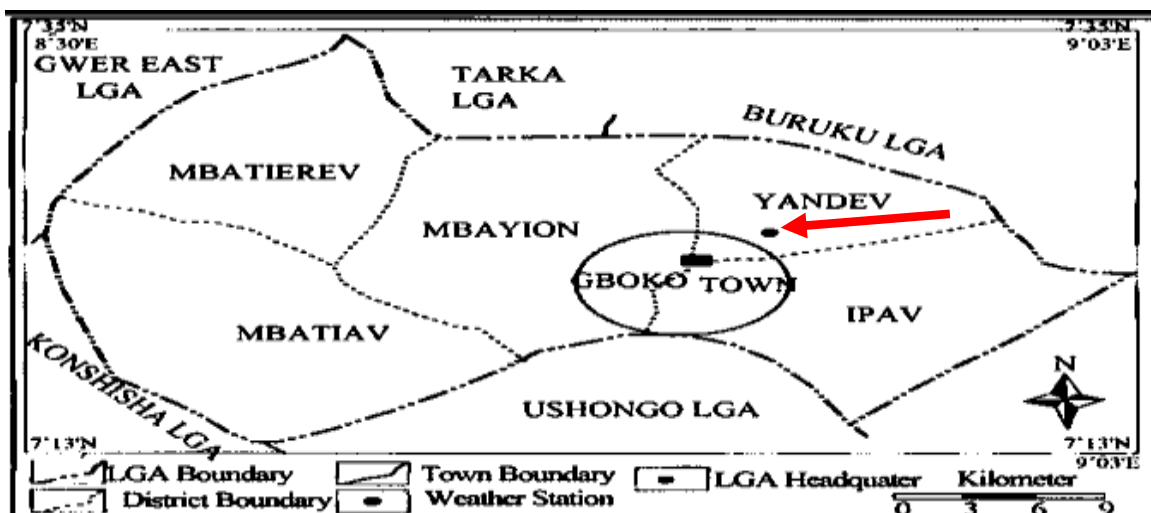 7°35'N
7°35'N
8°30'E
9°03'E
GWER EAST
LGA
TARKA
LGA
BURUKU LGA
MBATIEREV
YANDEV
MBAYION
GBOKO TOWN
IPAV
MBATIAV
KONSHISHA LGA
N
USHONGO LGA
7°13'N
7°13'N
9°03'E
LGA Boundary
Town Boundary
LGA Headquater
Kilometer
District Boundary
Weather Station
0 3 6 9